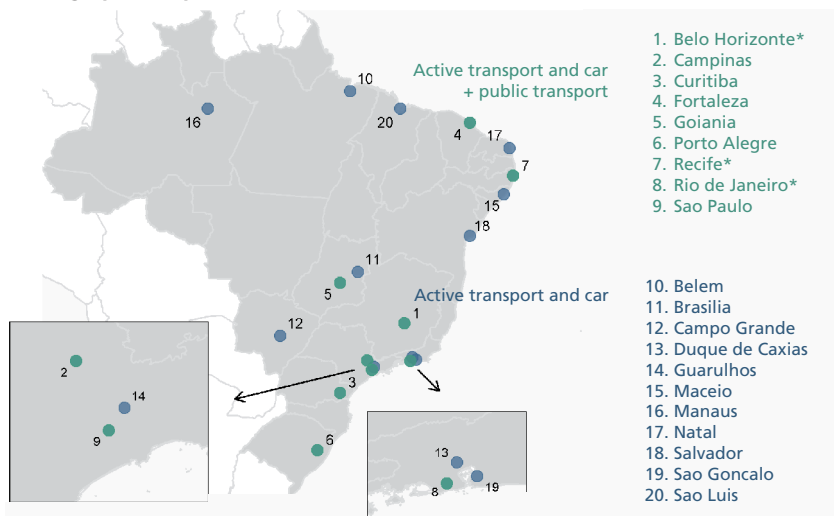 Active transport and car
+ public transport
1. Belo Horizonte*
2. Campinas
3. Curitiba
4. Fortaleza
5. Goiania
6. Porto Alegre
7. Recife*
8. Rio de Janeiro*
9. Sao Paulo
Active transport and car
10. Belem
11. Brasilia
12. Campo Grande
13. Duque de Caxias
14. Guarulhos
15. Maceio
16. Manaus
17. Natal
18. Salvador
19. Sao Goncalo
20. Sao Luis
10
16
20
4
17
7
15
18
11
5
12
1
3
6
2
14
9
13
8
19